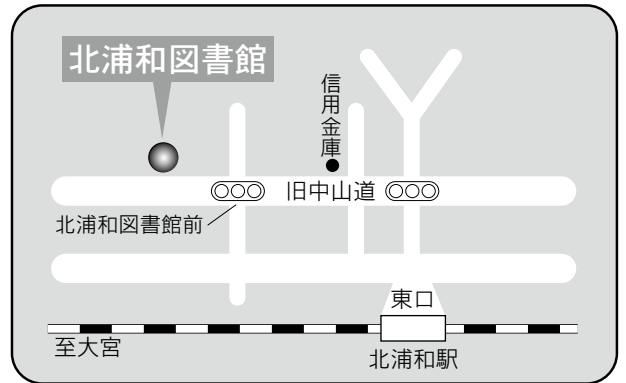 北浦和図書館
信用金庫
旧中山道
北浦和図書館前
東口
至大宮
北浦和駅